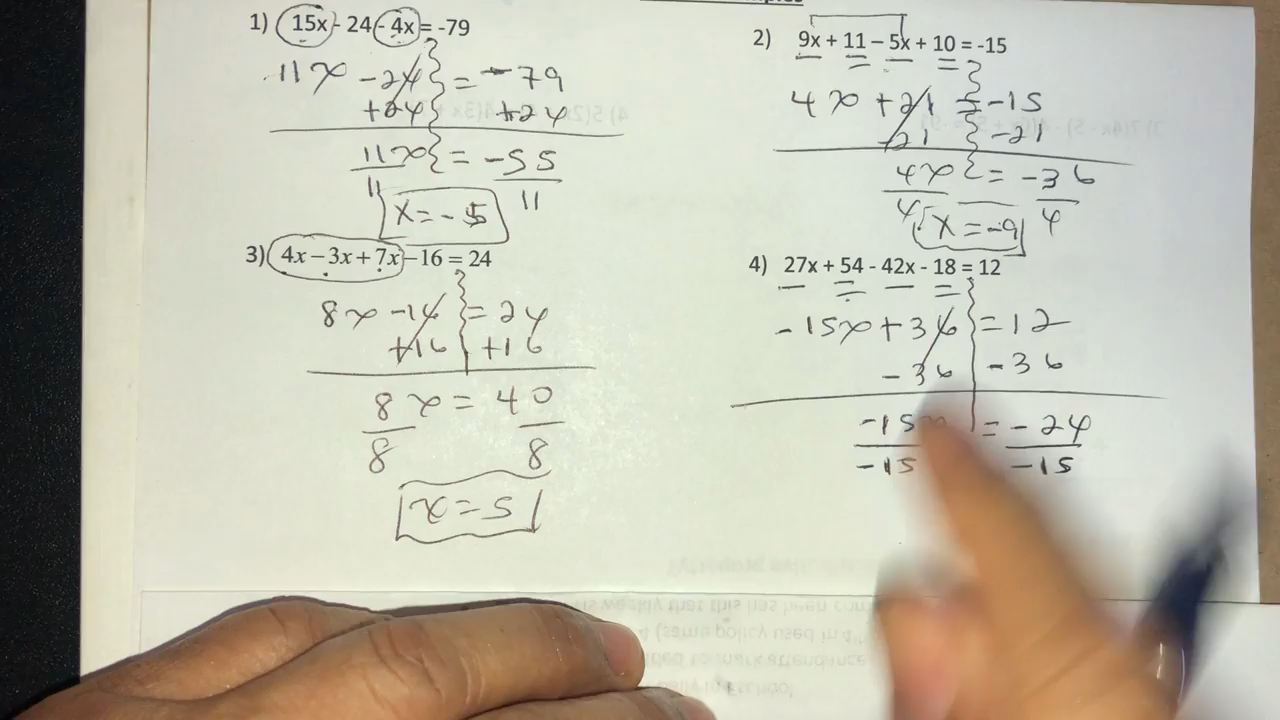 1) 15x - 24 - 4x = -79
11x - 24 = -79
+24 +24
11x = -55
11 11
x = -5
2) 9x + 11 – 5x + 10 = -15
4x + 21 = -15
-21 -21
4x = -36
4 4
x = -9
3) 4x – 3x + 7x – 16 = 24
8x - 16 = 24
+16 +16
8x = 40
8 8
x = 5
4) 27x + 54 - 42x - 18 = 12
-15x + 36 = 12
-36 -36
-15x = -24
-15 -15